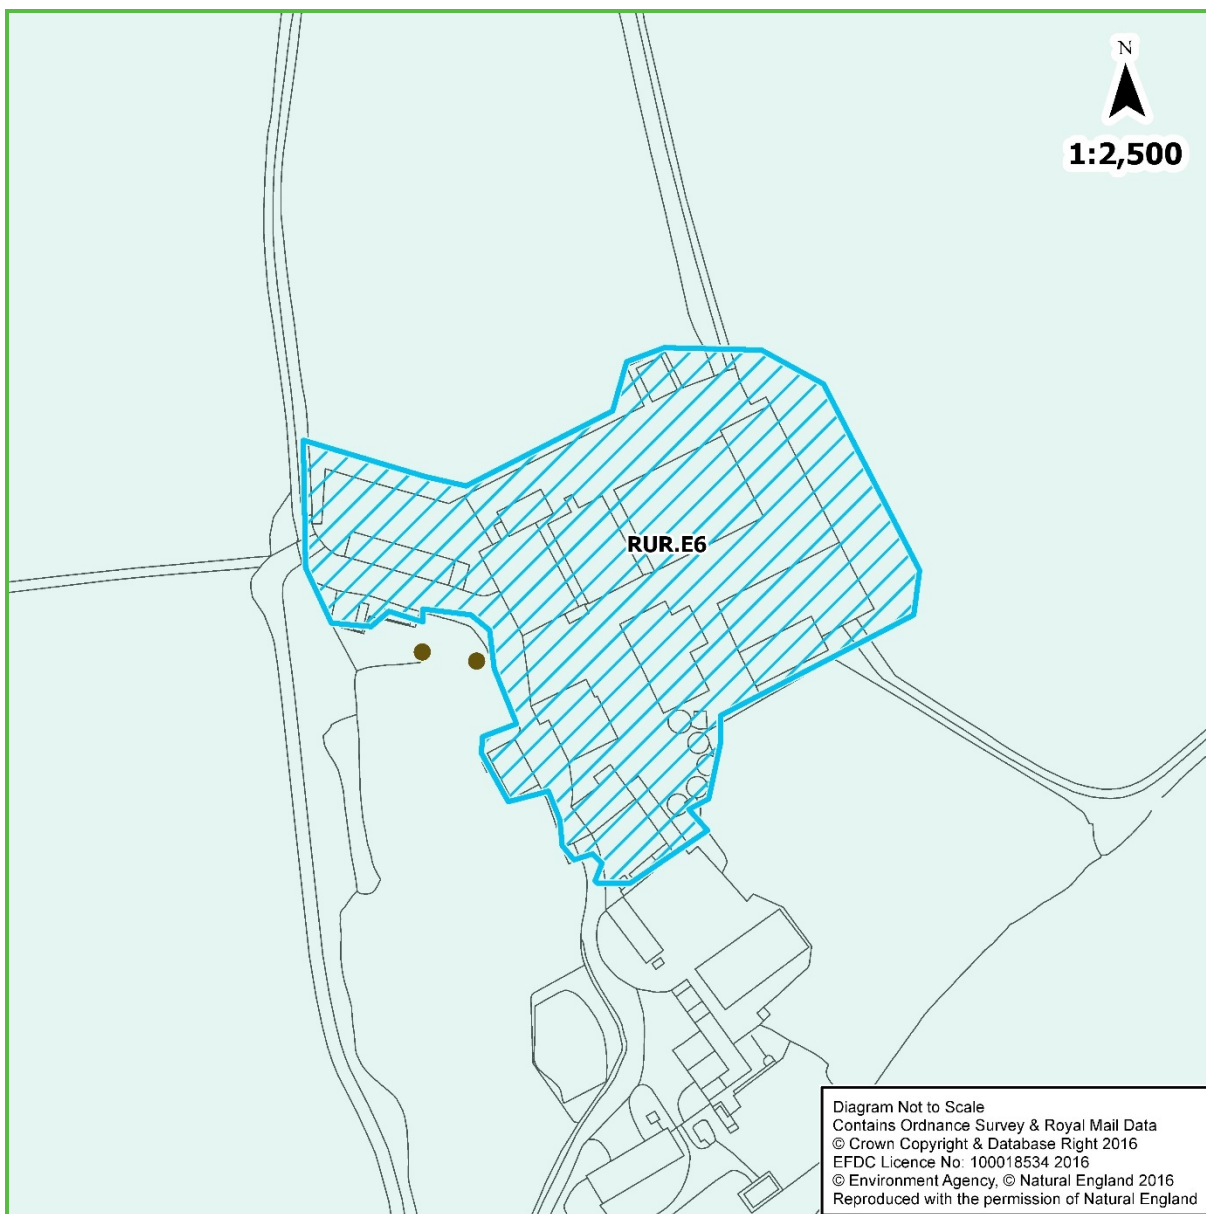 N
1:2,500
RUR.E6
Diagram Not to Scale
Contains Ordnance Survey & Royal Mail Data
© Crown Copyright & Database Right 2016
EFDC Licence No: 100018534 2016
© Environment Agency, © Natural England 2016
Reproduced with the permission of Natural England